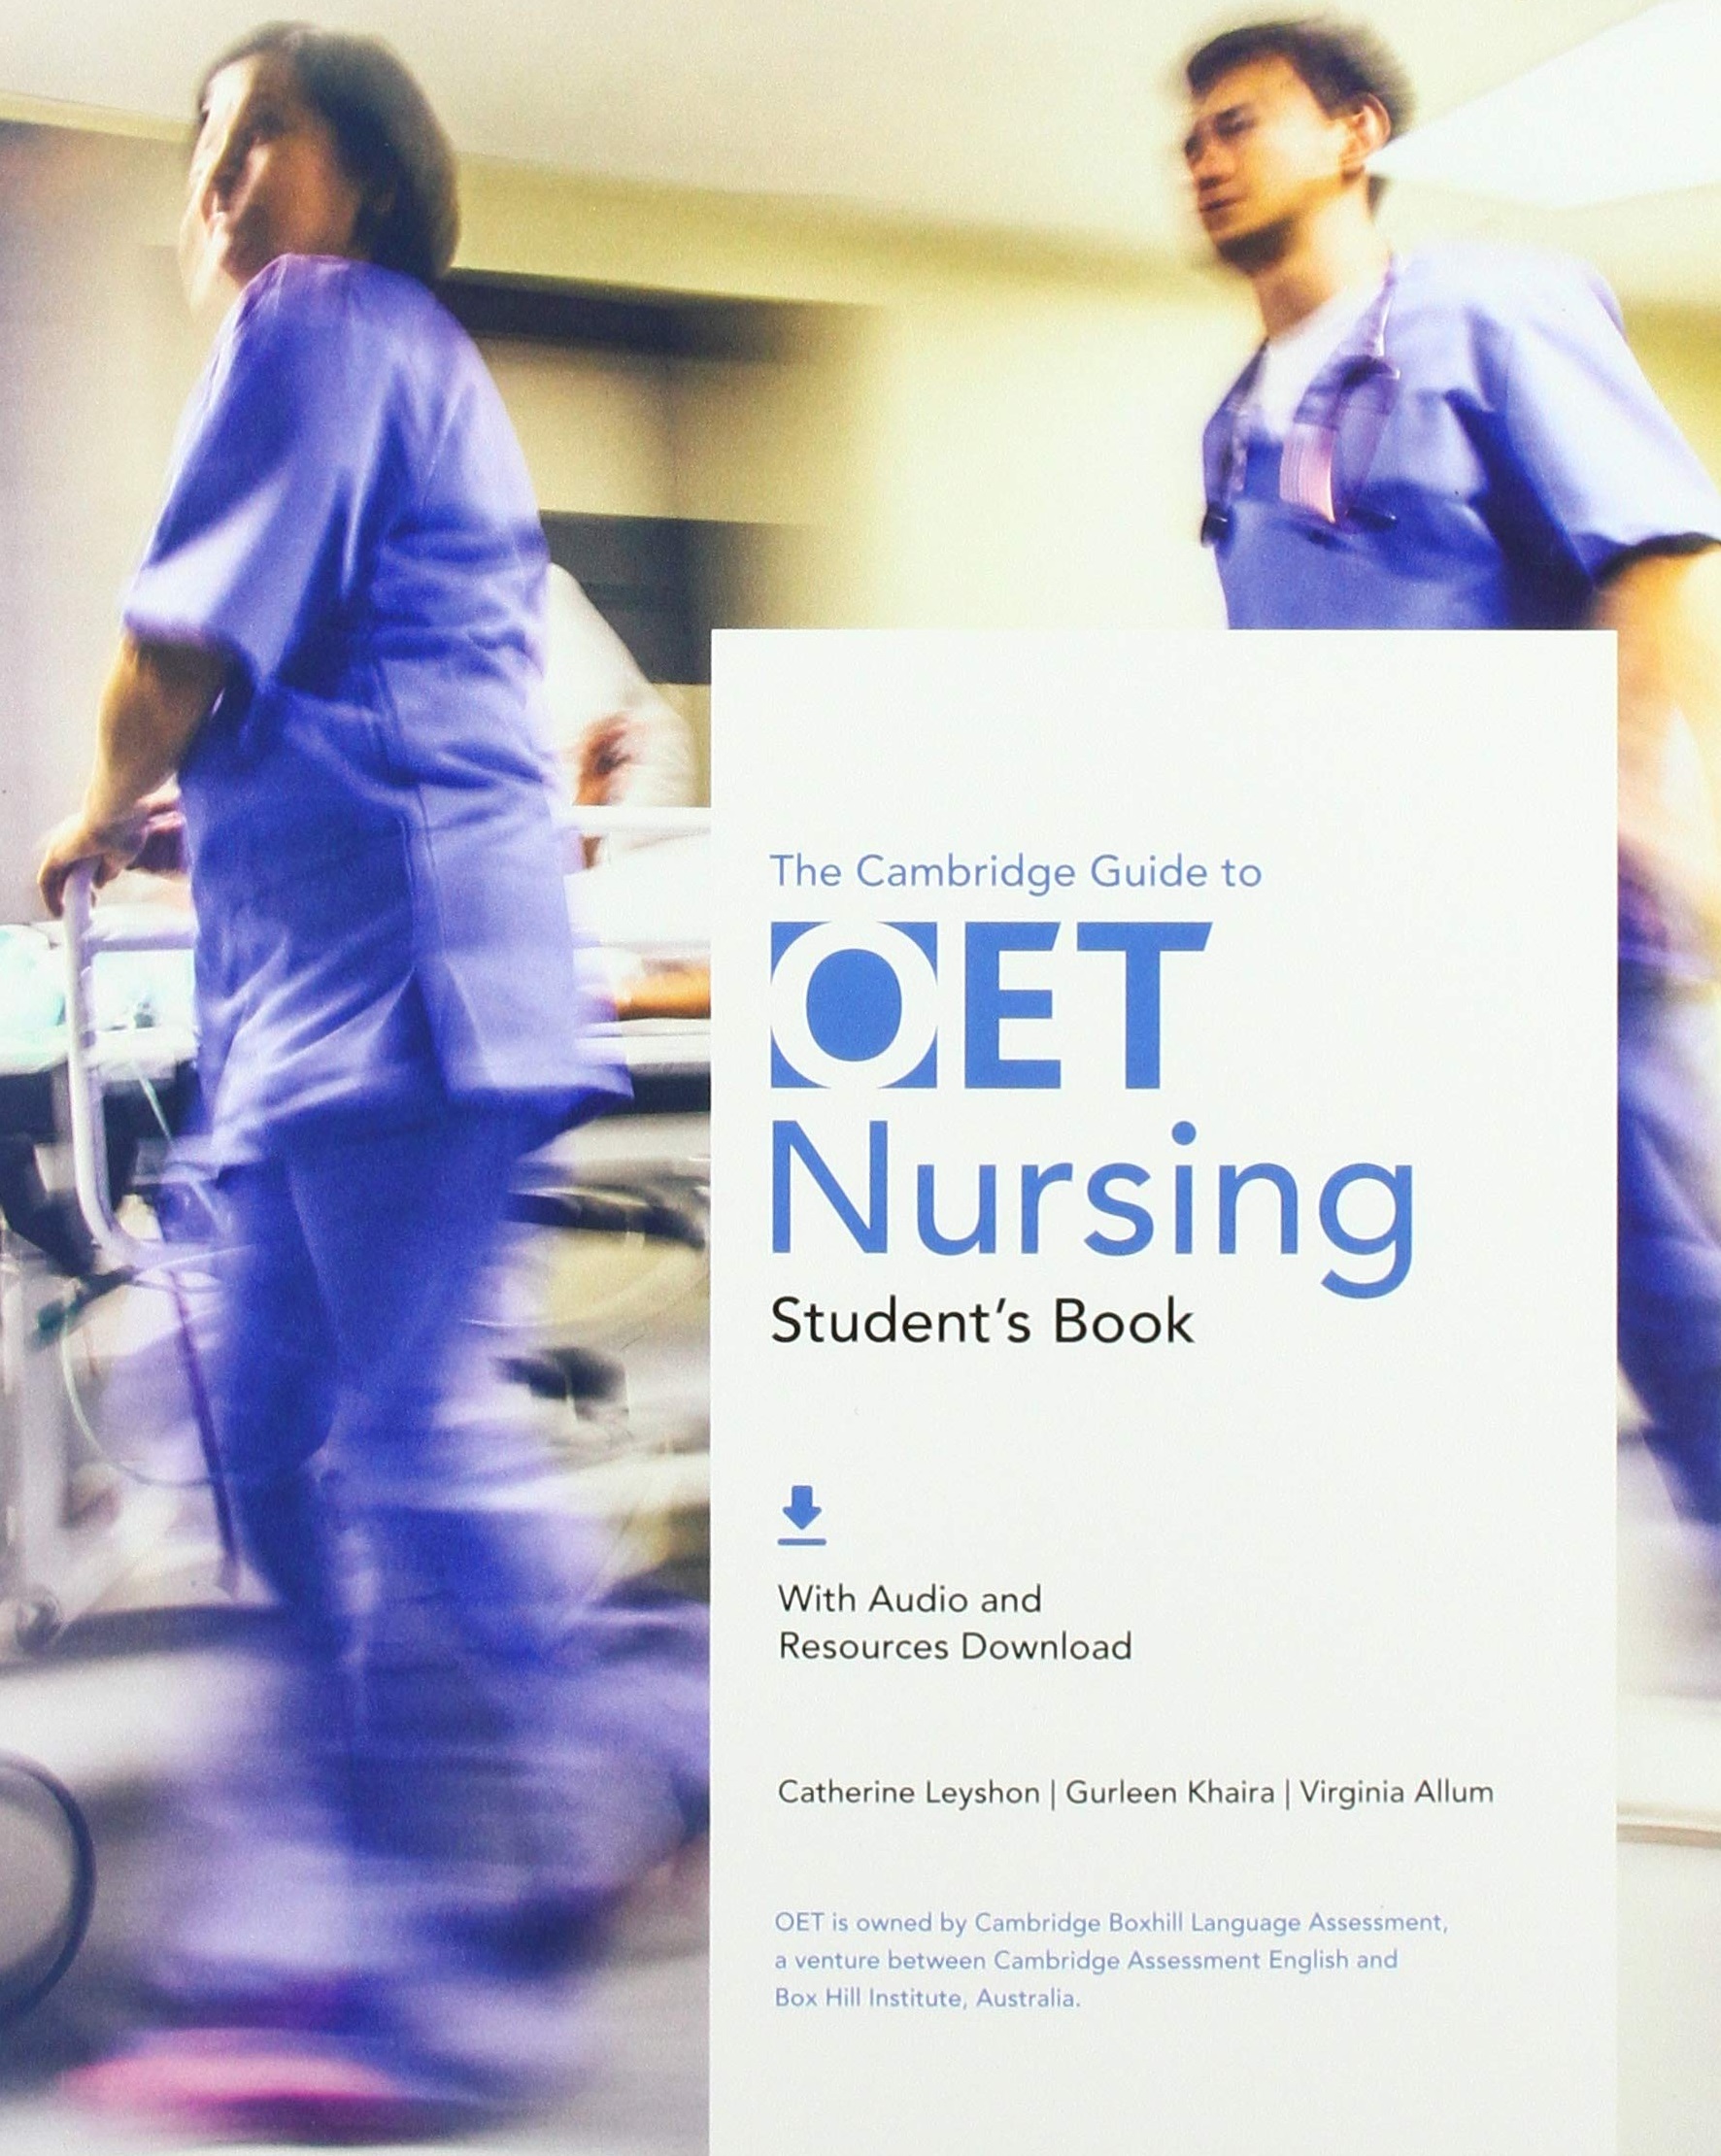 The Cambridge Guide to
OET
Nursing
Student's Book
With Audio and
Resources Download
Catherine Leyshon | Gurleen Khaira | Virginia Allum
OET is owned by Cambridge Boxhill Language Assessment,
a venture between Cambridge Assessment English and
Box Hill Institute, Australia.